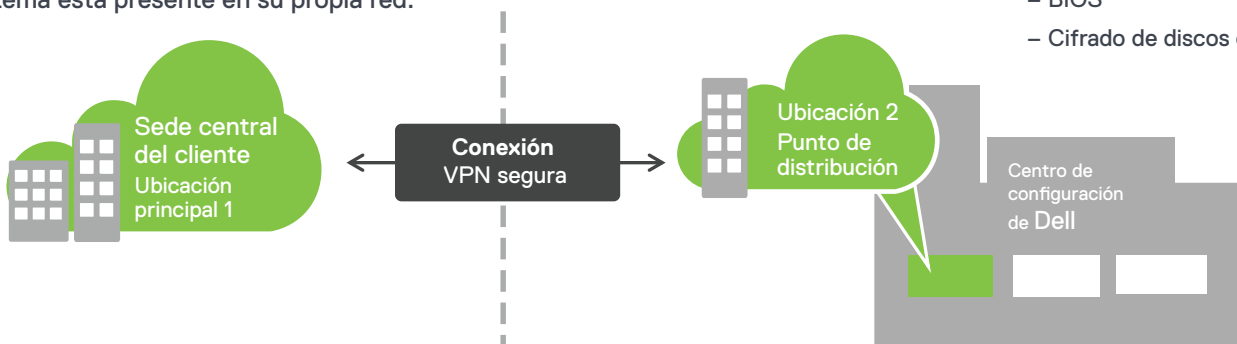 está presente en su propia red.
– BIOS
– Cifrado de discos
Sede central
del cliente
Ubicación
principal 1
Conexión
VPN segura
Ubicación 2
Punto de
distribución
Centro de
configuración
de Dell